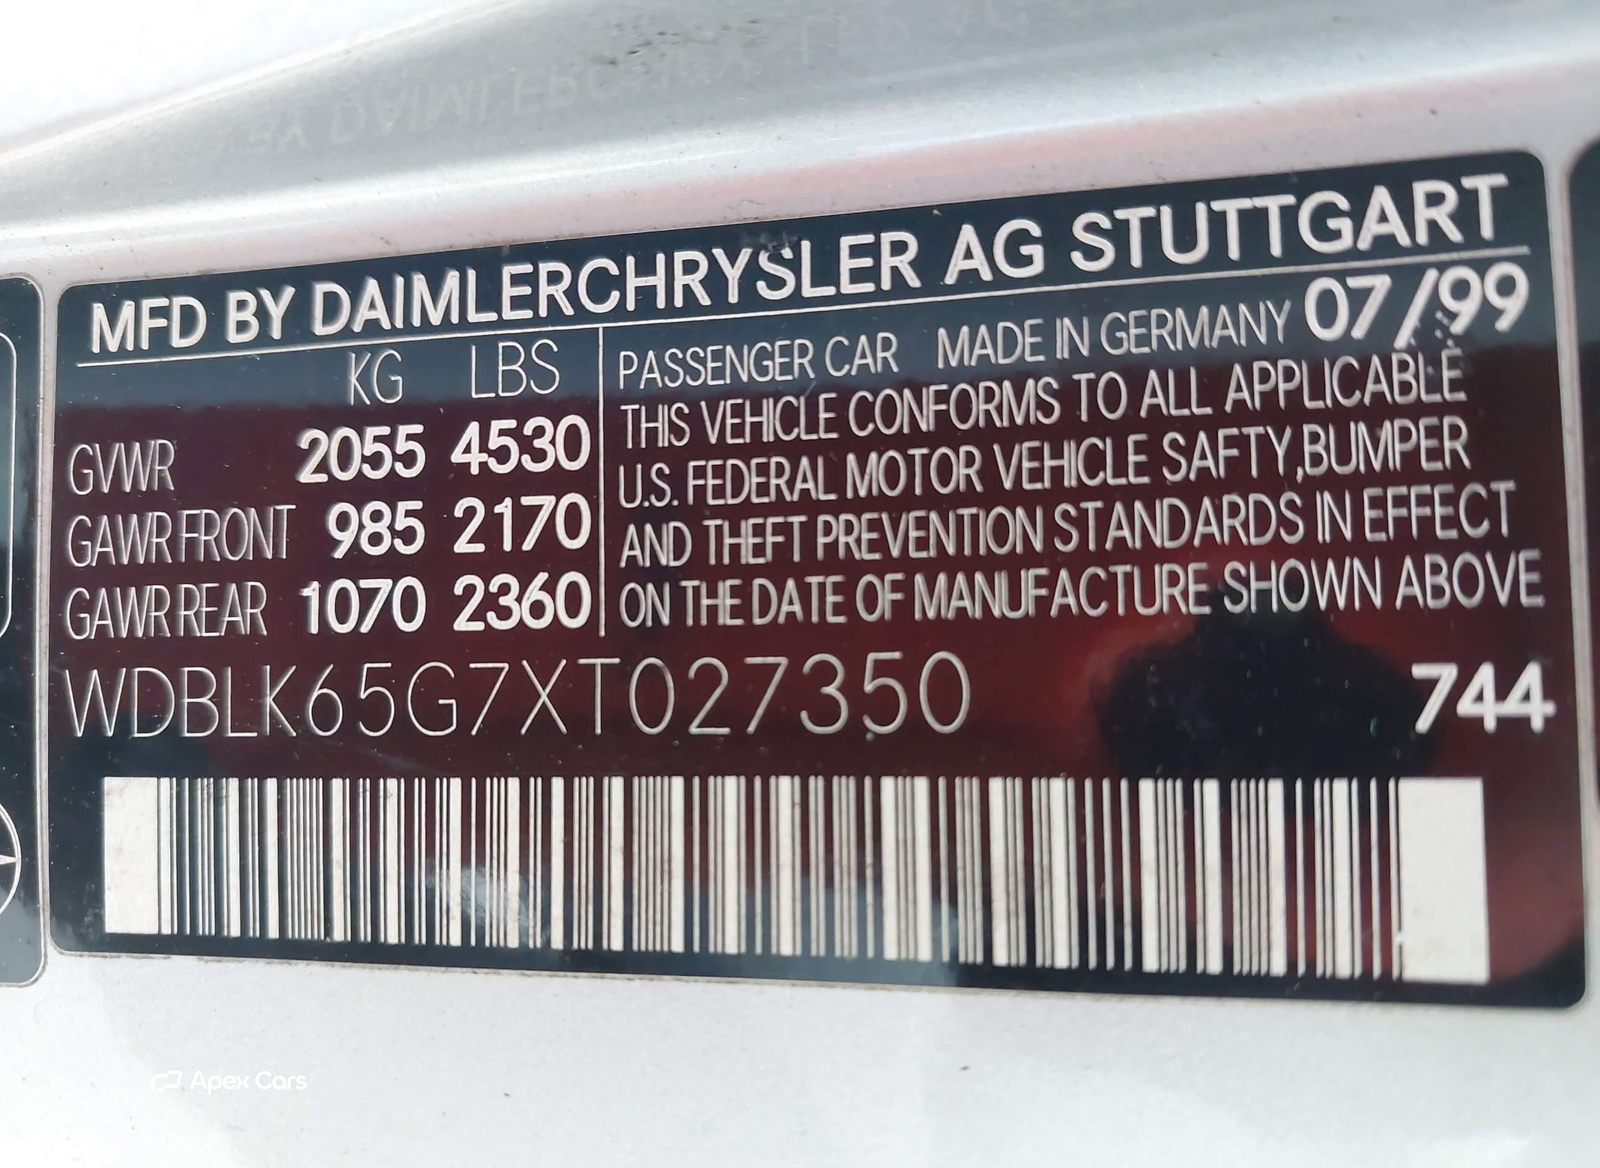 MFD BY DAIMLERCHRYSLER AG STUTTGART
KG LBS
GVWR 2055 4530
GAWR FRONT 985 2170
GAWR REAR 1070 2360
PASSENGER CAR MADE IN GERMANY 07/99
THIS VEHICLE CONFORMS TO ALL APPLICABLE
U.S. FEDERAL MOTOR VEHICLE SAFTY,BUMPER
AND THEFT PREVENTION STANDARDS IN EFFECT
ON THE DATE OF MANUFACTURE SHOWN ABOVE
WDBLK65G7XT027350 744
Apex Cars